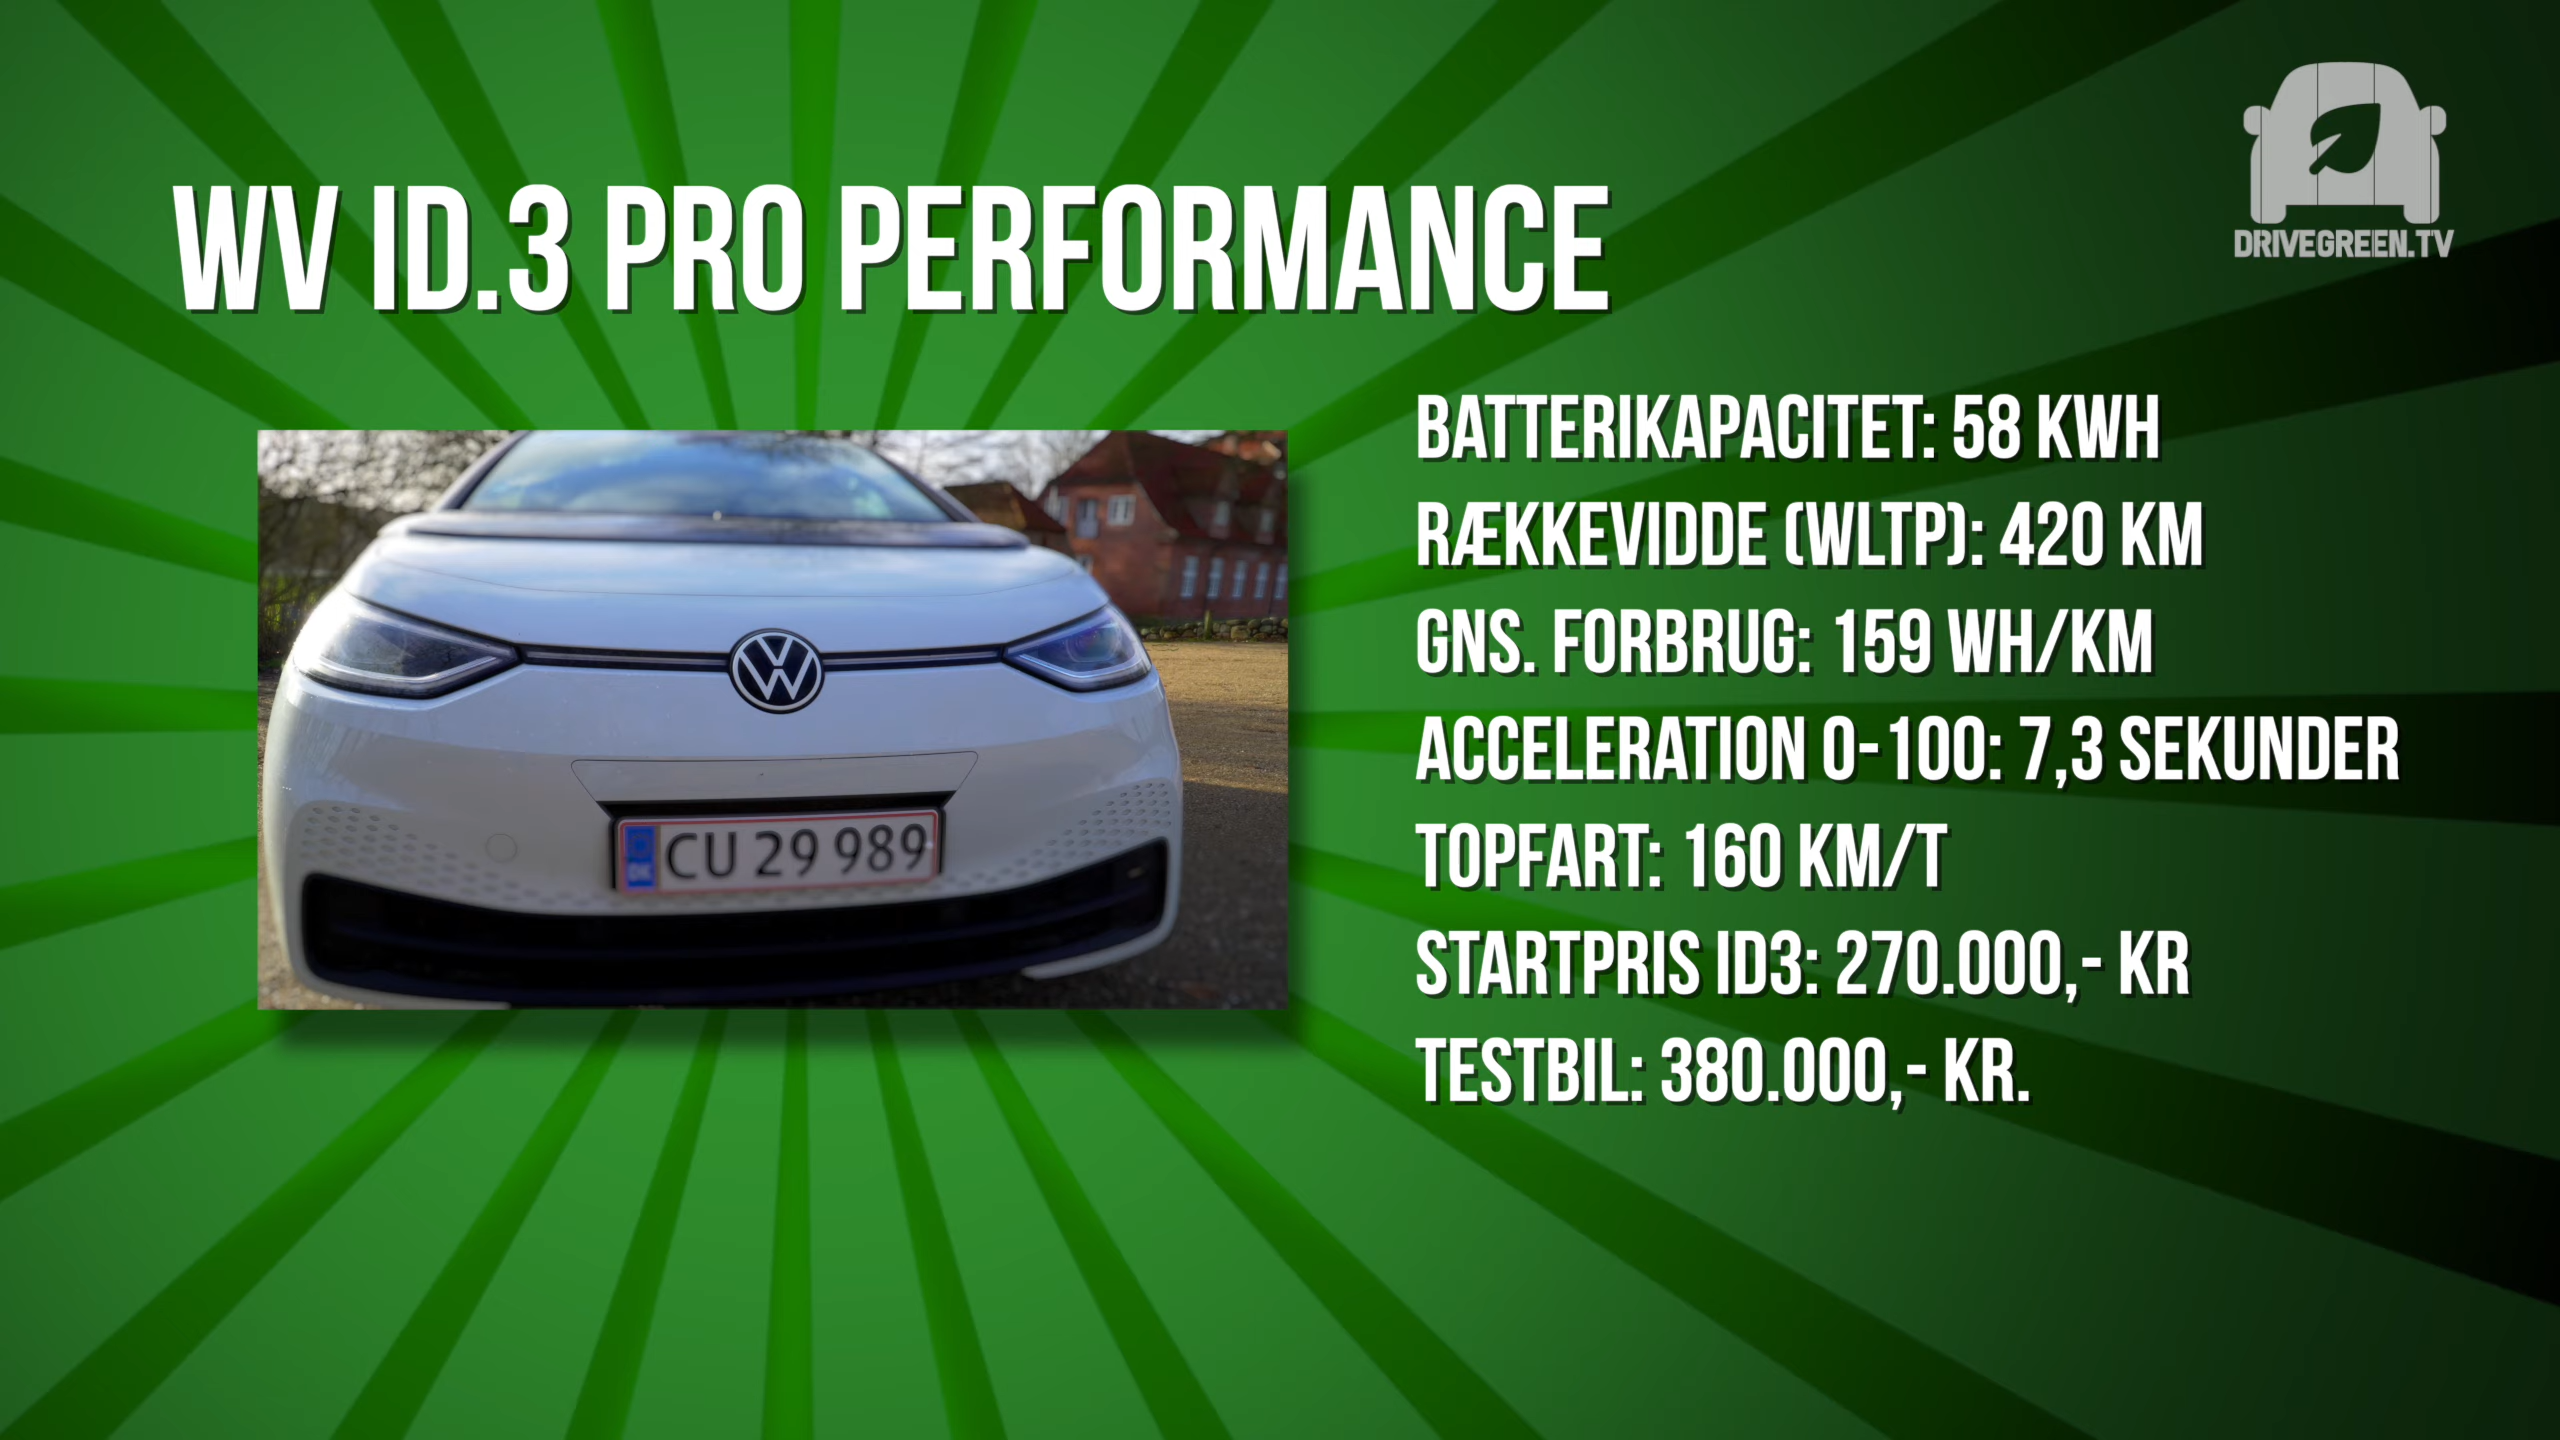 WV ID.3 PRO PERFORMANCE
DRIVEGREEN.TV
BATTERIKAPACITET: 58 KWH
RÆKKEVIDDE (WLTP): 420 KM
GNS. FORBRUG: 159 WH/KM
ACCELERATION 0-100: 7,3 SEKUNDER
TOPFART: 160 KM/T
STARTPRIS ID3: 270.000,- KR
TESTBIL: 380.000,- KR.
DK CU 29 989